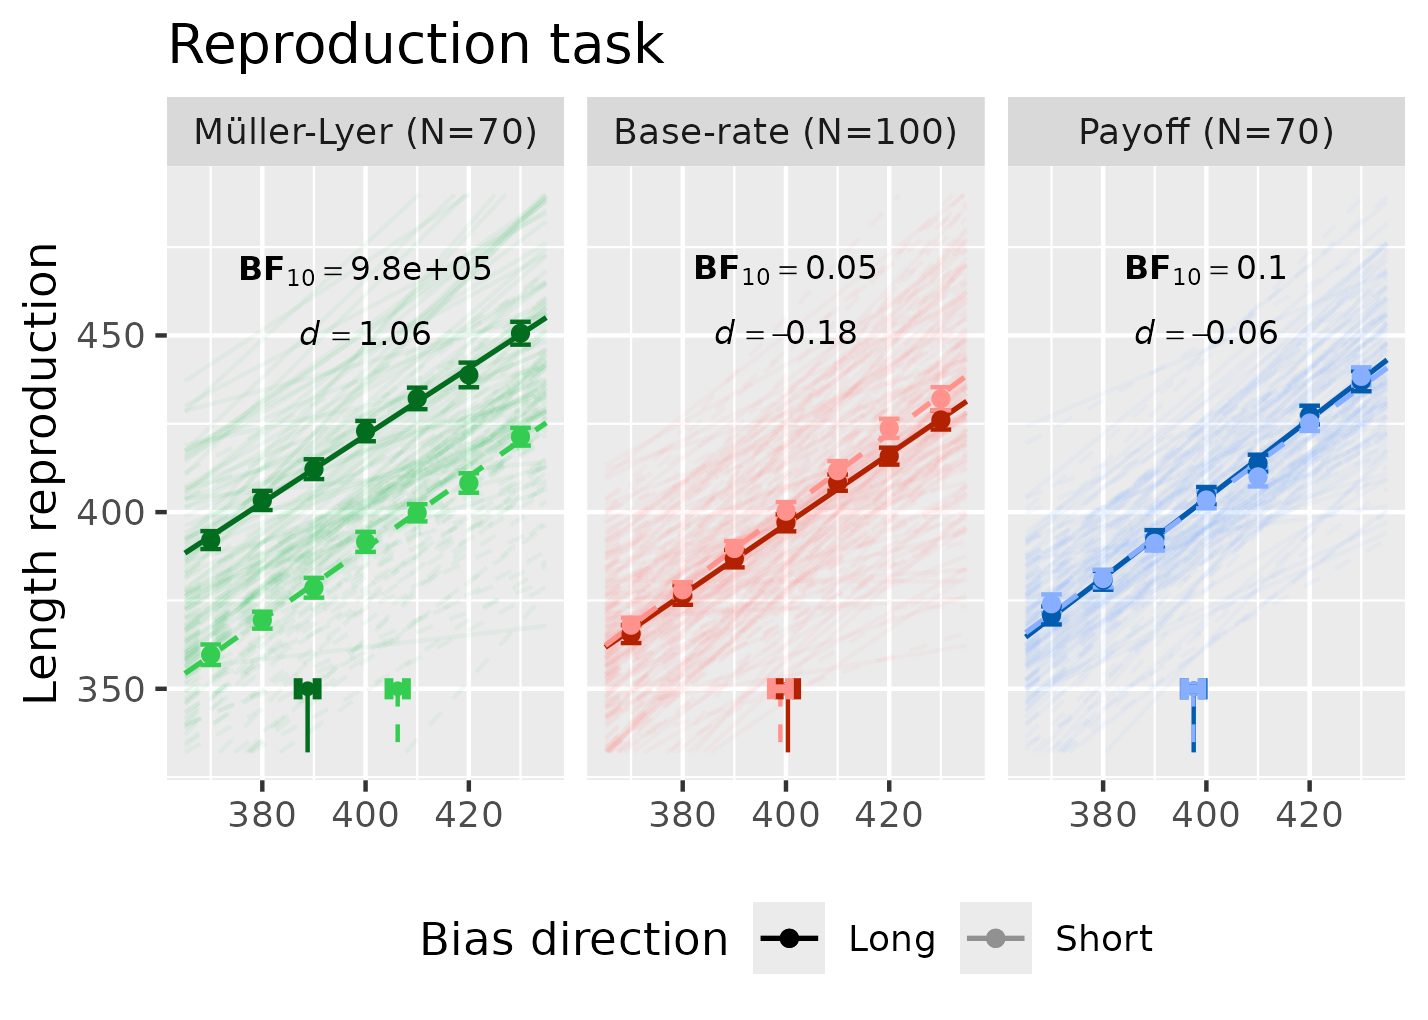 Reproduction task
Müller-Lyer (N=70)
Base-rate (N=100)
Payoff (N=70)
BF10 = 9.8e+05
d = 1.06
BF10 = 0.05
d = –0.18
BF10 = 0.1
d = –0.06
Length reproduction
450
400
350
380 400 420
380 400 420
380 400 420
Bias direction Long Short